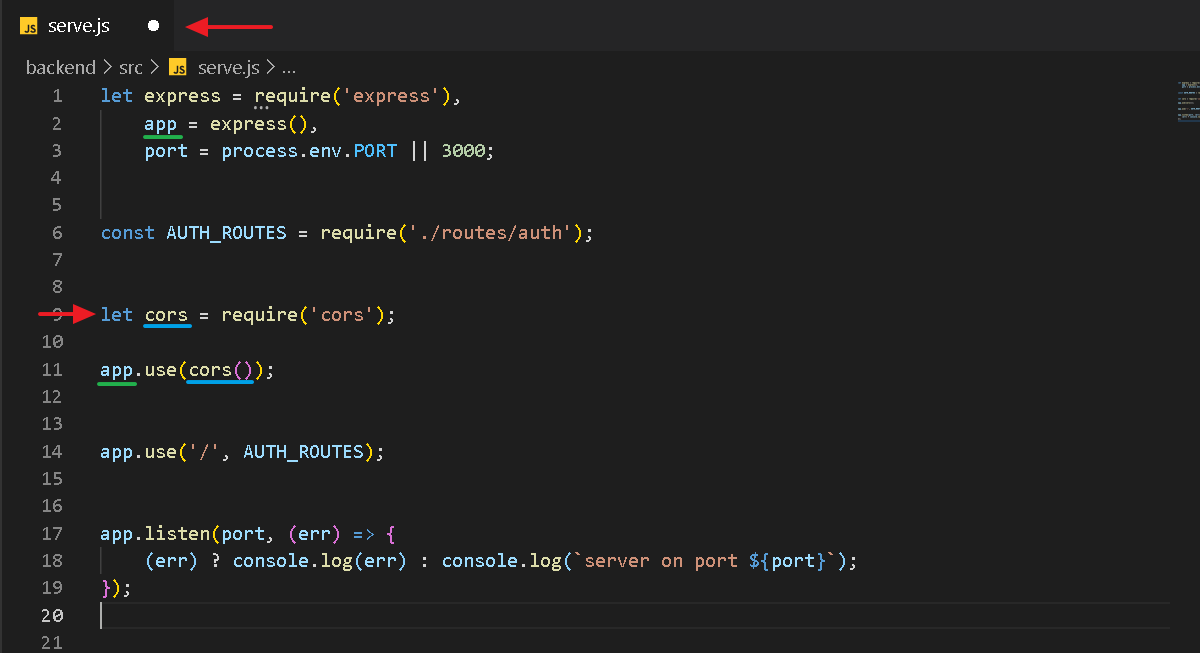 JS serve.js
backend > src > JS serve.js > ...
1 let express = require('express'),
2     app = express(),
3     port = process.env.PORT || 3000;
4
5
6 const AUTH_ROUTES = require('./routes/auth');
7
8
9 let cors = require('cors');
10
11 app.use(cors());
12
13
14 app.use('/', AUTH_ROUTES);
15
16
17 app.listen(port, (err) => {
18     (err) ? console.log(err) : console.log(`server on port ${port}`);
19 });
20
21